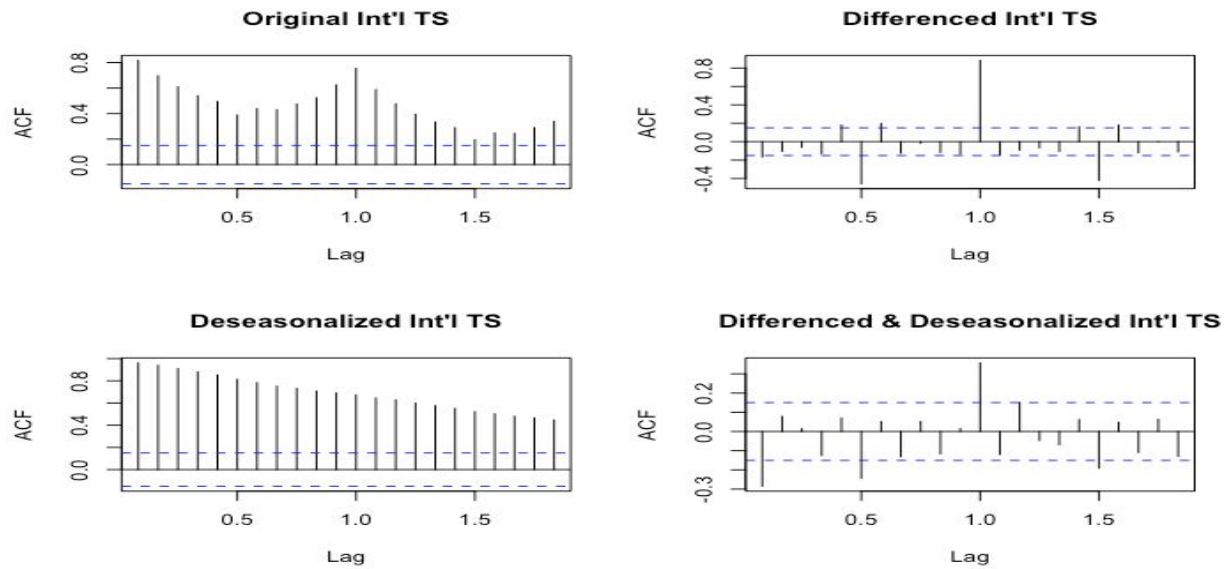 Original Int'l TS
ACF
0.8
0.4
0.0
0.5
1.0
1.5
Lag
Differenced Int'l TS
ACF
0.8
0.4
0.0
-0.4
0.5
1.0
1.5
Lag
Deseasonalized Int'l TS
ACF
0.8
0.4
0.0
0.5
1.0
1.5
Lag
Differenced & Deseasonalized Int'l TS
ACF
0.2
0.0
-0.3
0.5
1.0
1.5
Lag